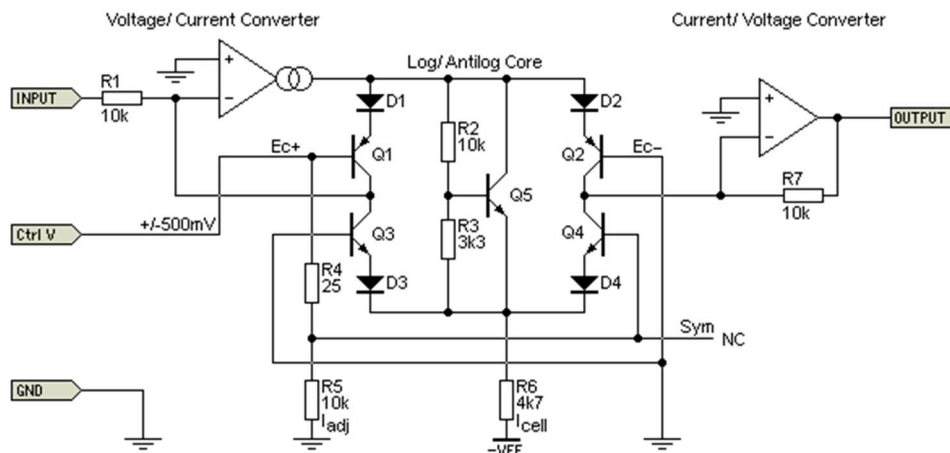 Voltage/ Current Converter
Current/ Voltage Converter
Log/ Antilog Core
+
-
+
-
INPUT
R1
10k
D1
D2
R2
10k
OUTPUT
Ec+
Q1
Q2
Ec-
Q5
R7
10k
Ctrl V
+/-500mV
Q3
R3
3k3
Q4
R4
25
D3
D4
Sym
NC
GND
R5
10k
Iadj
R6
4k7
Icell
-VEE